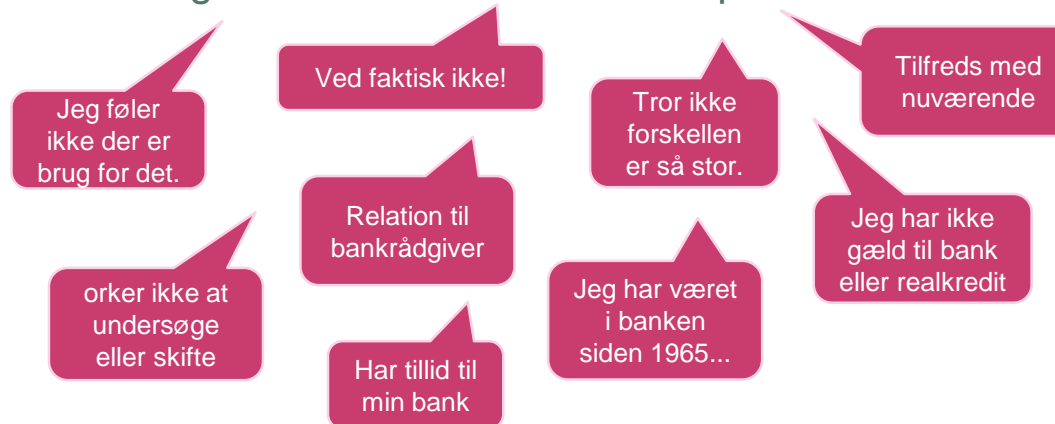 Jeg føler
ikke der er
brug for det.
Ved faktisk ikke!
Tror ikke
forskellen
er så stor.
Tilfreds med
nuværende
Relation til
bankrådgiver
Jeg har ikke
gæld til bank
eller realkredit
orker ikke at
undersøge
eller skifte
Jeg har været
i banken
siden 1965...
Har tillid til
min bank